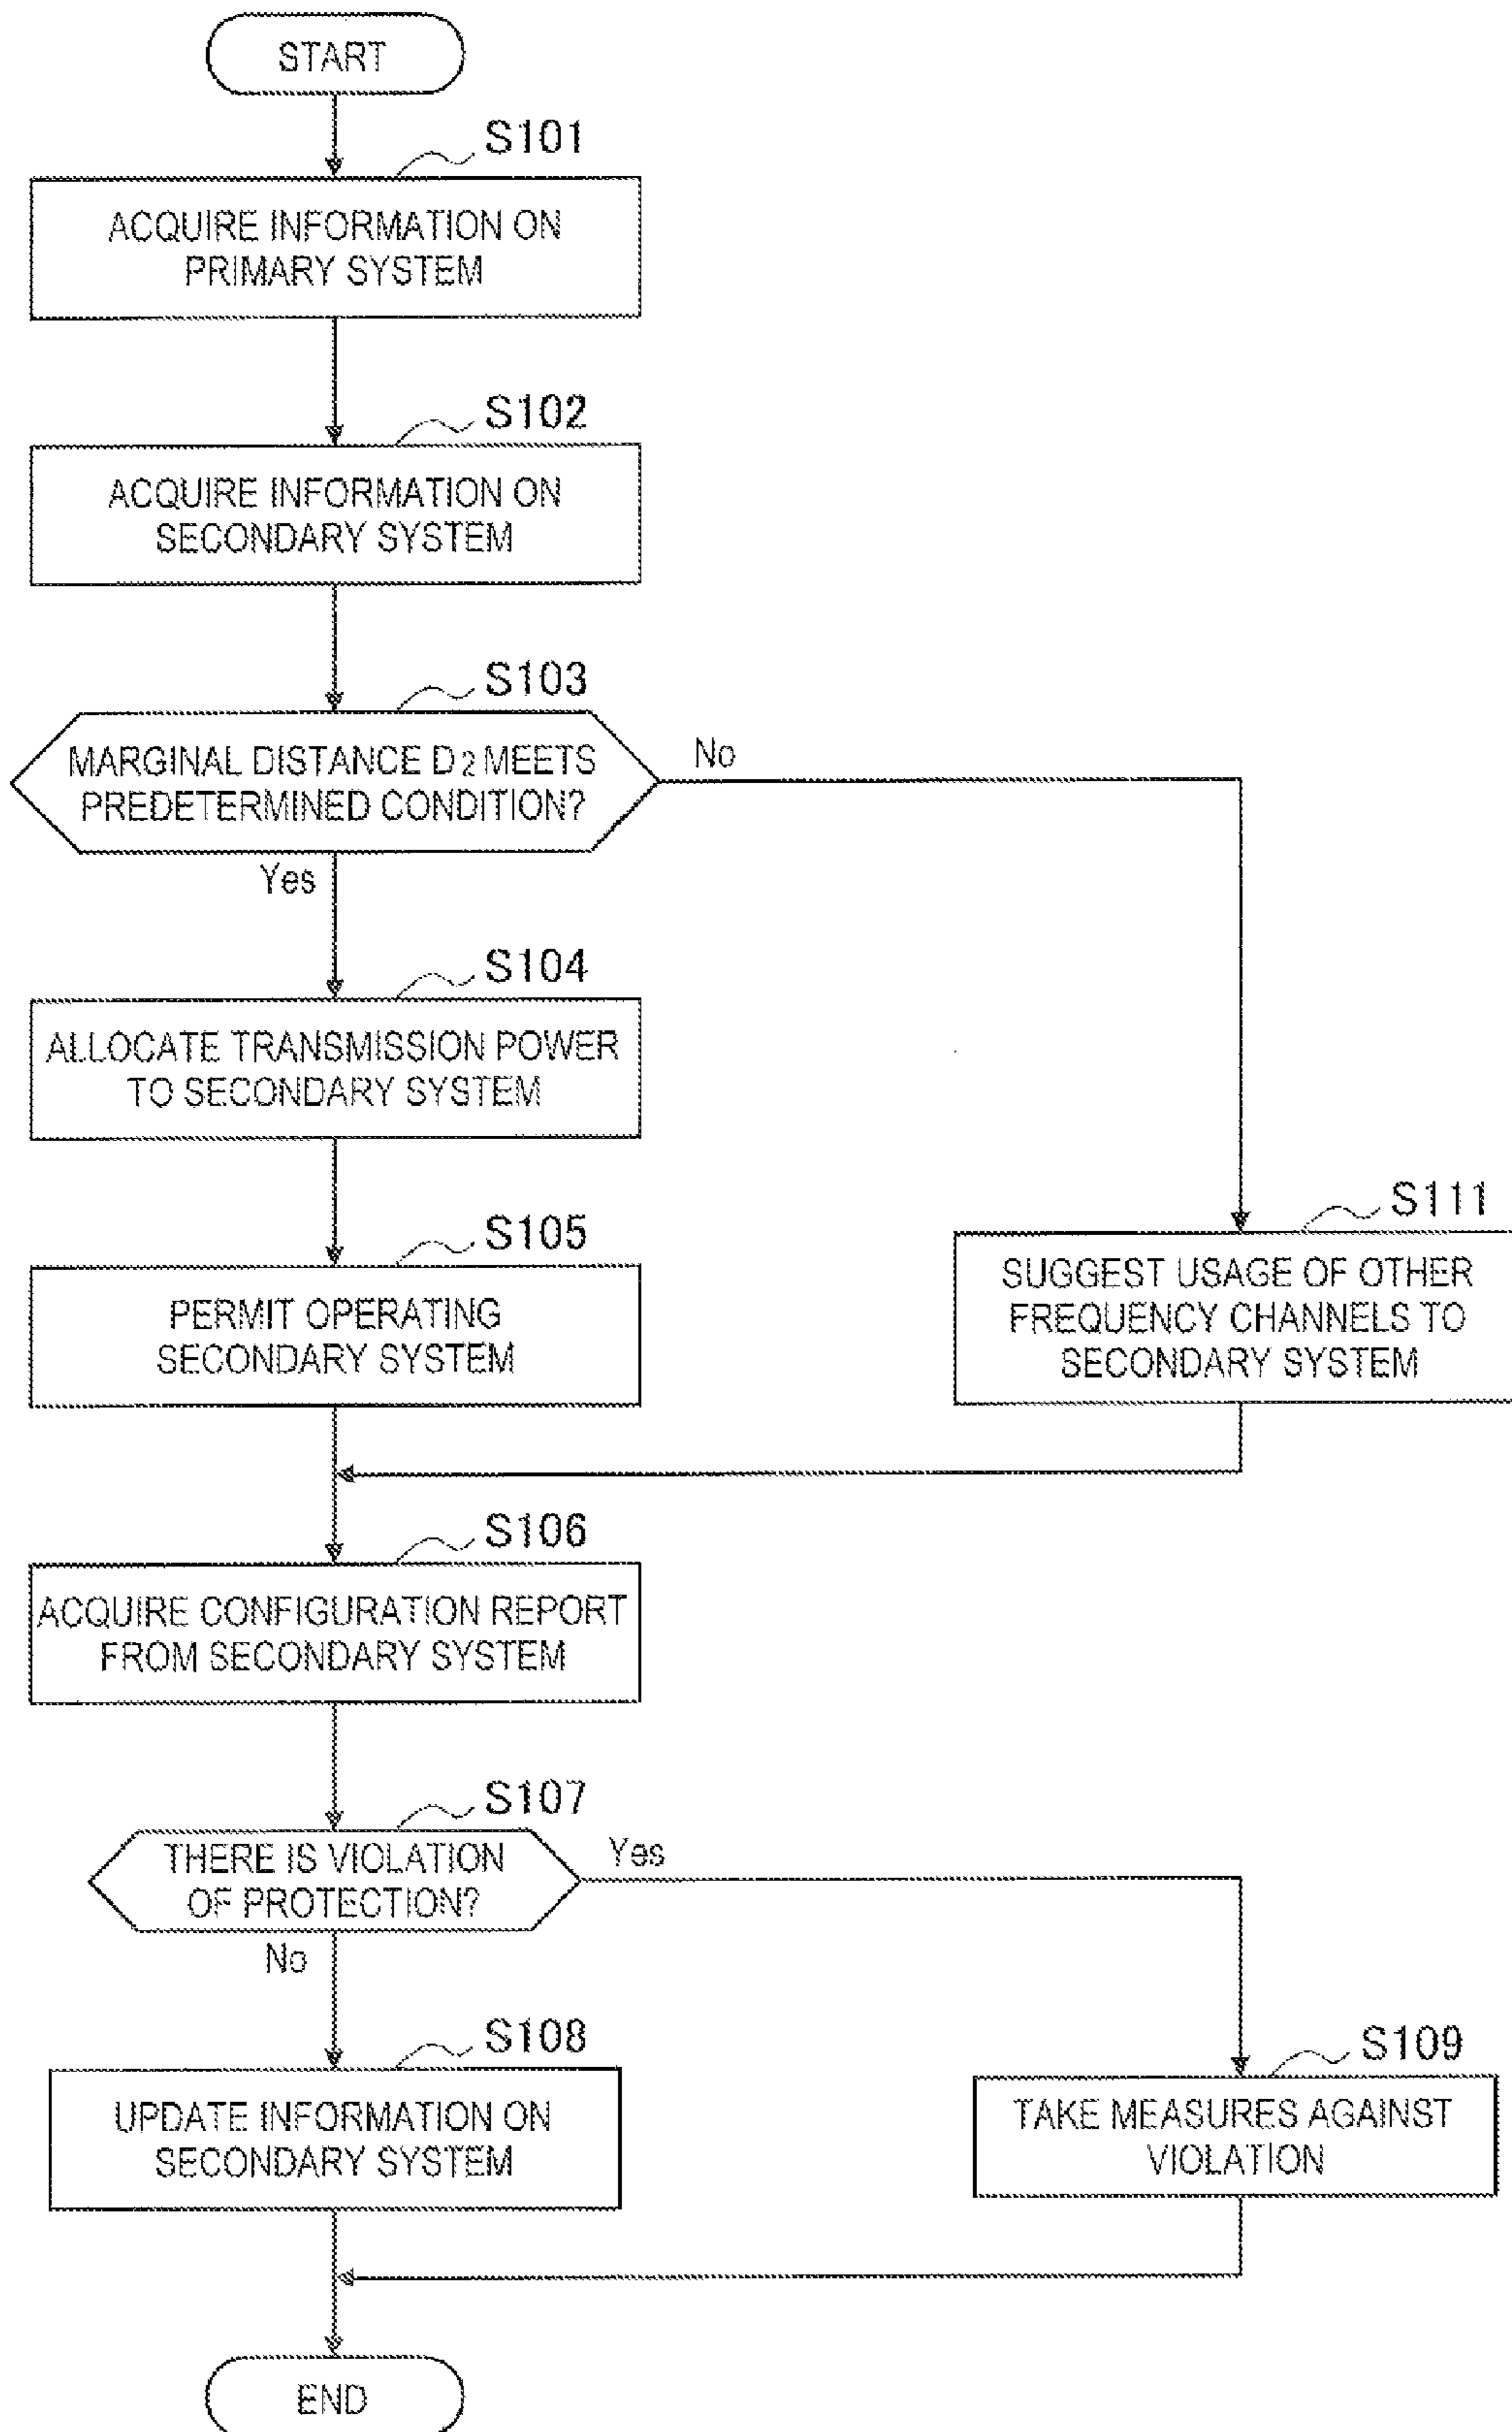 START
S101
ACQUIRE INFORMATION ON
PRIMARY SYSTEM
S102
ACQUIRE INFORMATION ON
SECONDARY SYSTEM
S103
MARGINAL DISTANCE D2 MEETS
PREDETERMINED CONDITION?
No
Yes
S104
ALLOCATE TRANSMISSION POWER
TO SECONDARY SYSTEM
S105
PERMIT OPERATING
SECONDARY SYSTEM
S111
SUGGEST USAGE OF OTHER
FREQUENCY CHANNELS TO
SECONDARY SYSTEM
S106
ACQUIRE CONFIGURATION REPORT
FROM SECONDARY SYSTEM
S107
THERE IS VIOLATION
OF PROTECTION?
Yes
No
S108
UPDATE INFORMATION ON
SECONDARY SYSTEM
S109
TAKE MEASURES AGAINST
VIOLATION
END